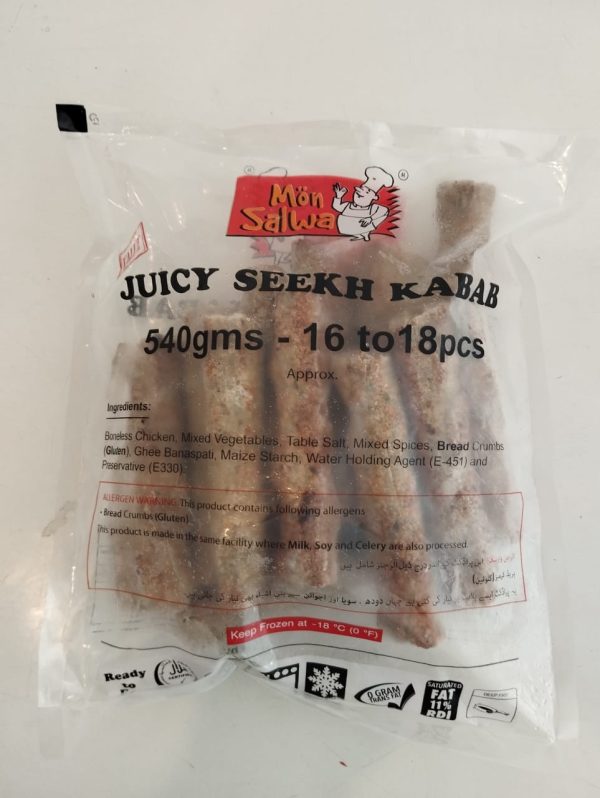 Mön
Salwa
JUICY SEEKH KABAB
540gms - 16 to18pcs
Approx.
Ingredients:
Boneless Chicken, Mixed Vegetables, Table Salt, Mixed Spices, Bread Crumbs
(Gluten), Ghee Banaspati, Maize Starch, Water Holding Agent (E-451) and
Preservative (E330).
ALLERGEN WARNING: This product contains following allergens
- Bread Crumbs (Gluten)
This product is made in the same facility where Milk, Soy and Celery are also processed.
Keep Frozen at -18 °C (0 °F)
Ready
to
0 GRAM
TRANS FAT
SATURATED
FAT
11%
RDI